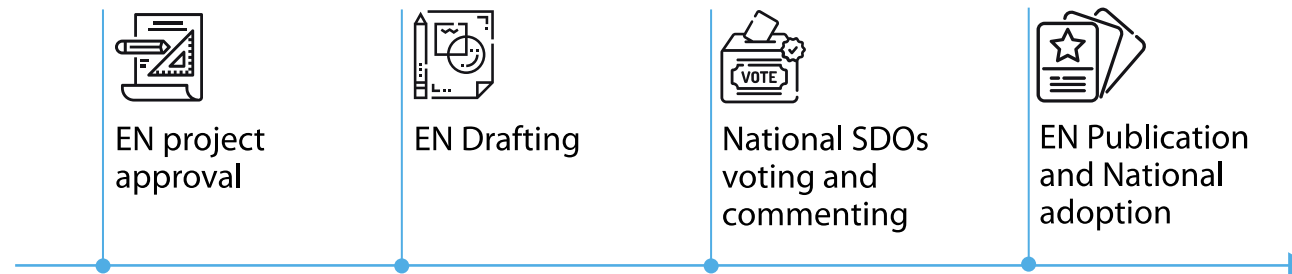 EN project
approval
EN Drafting
VOTE
National SDOs
voting and
commenting
EN Publication
and National
adoption